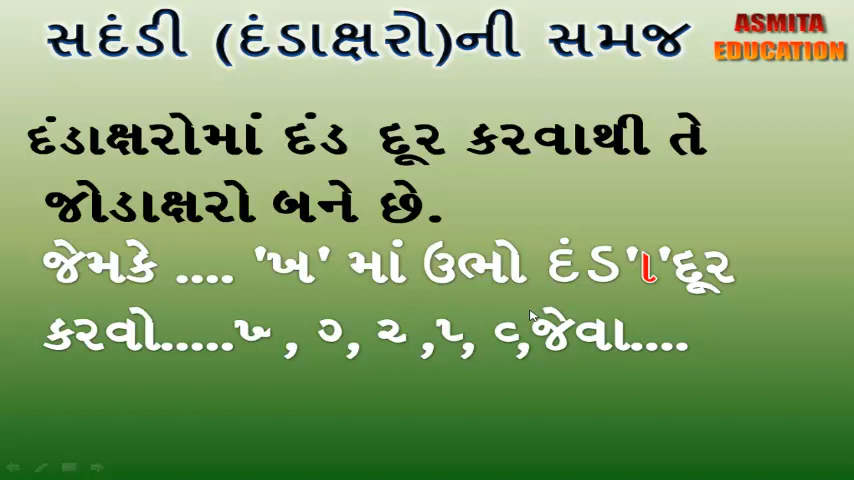 સદંડી (દંડાક્ષરો)ની સમજ
ASMITA
EDUCATION
દંડાક્ષરોમાં દંડ દૂર કરવાથી તે
જોડાક્ષરો બને છે.
જેમકે .... 'ખ' માં ઉભો દંડ'ા'દૂર
કરવો.....ખ્ , ગ્, ચ્ ,પ્, વ્,જેવા....